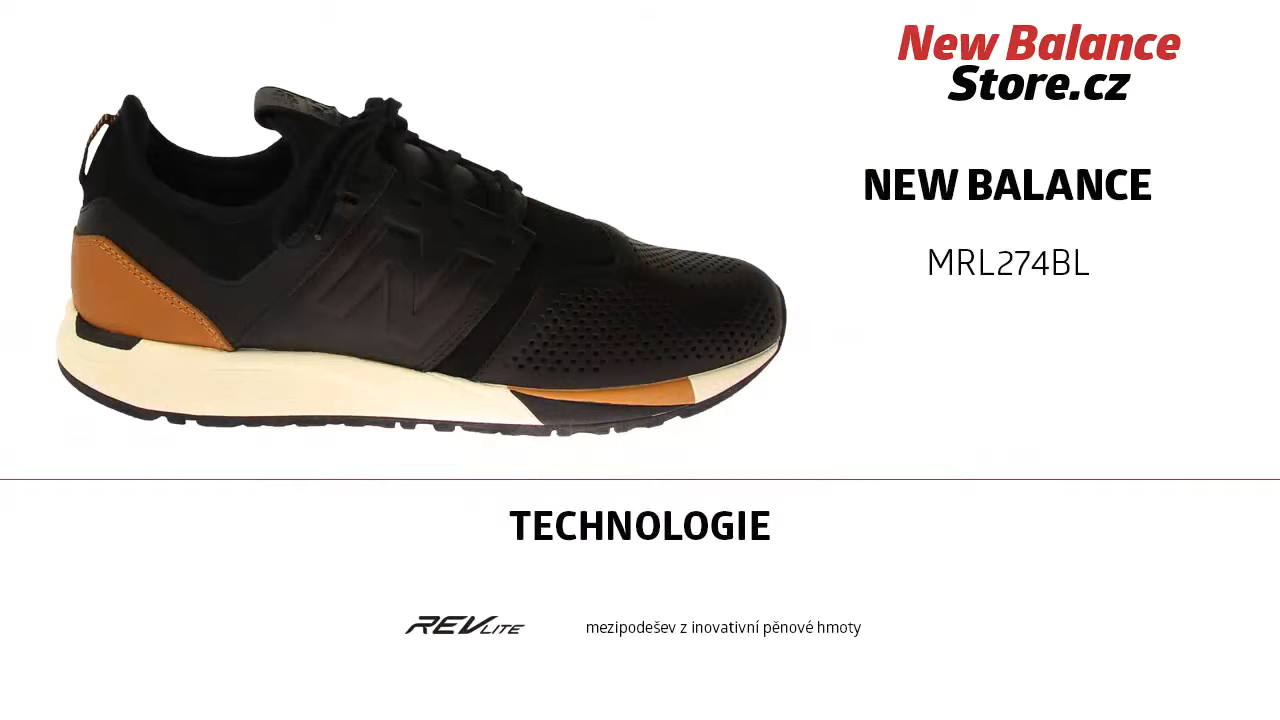 New Balance
Store.cz
NEW BALANCE
MRL274BL
TECHNOLOGIE
REVLITE
mezipodešev z inovativní pěnové hmoty